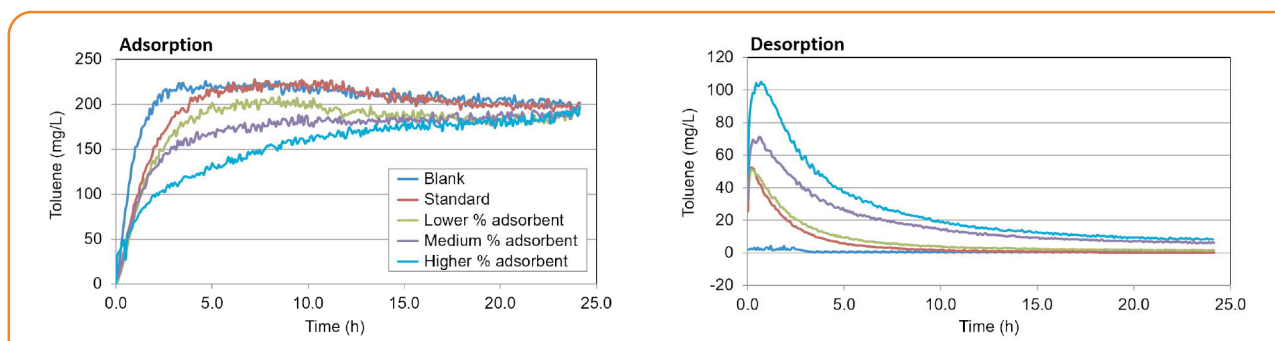 Adsorption
250
200
150
100
50
0
Toluene (mg/L)
Blank
Standard
Lower % adsorbent
Medium % adsorbent
Higher % adsorbent
0.0 5.0 10.0 15.0 20.0 25.0
Time (h)
Desorption
120
100
80
60
40
20
0
-20
Toluene (mg/L)
0.0 5.0 10.0 15.0 20.0 25.0
Time (h)